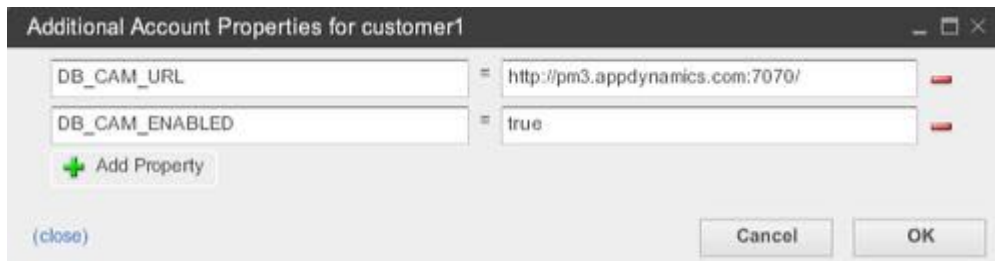 Additional Account Properties for customer1
DB_CAM_URL = http://pm3.appdynamics.com:7070/
DB_CAM_ENABLED = true
Add Property
(close) Cancel OK